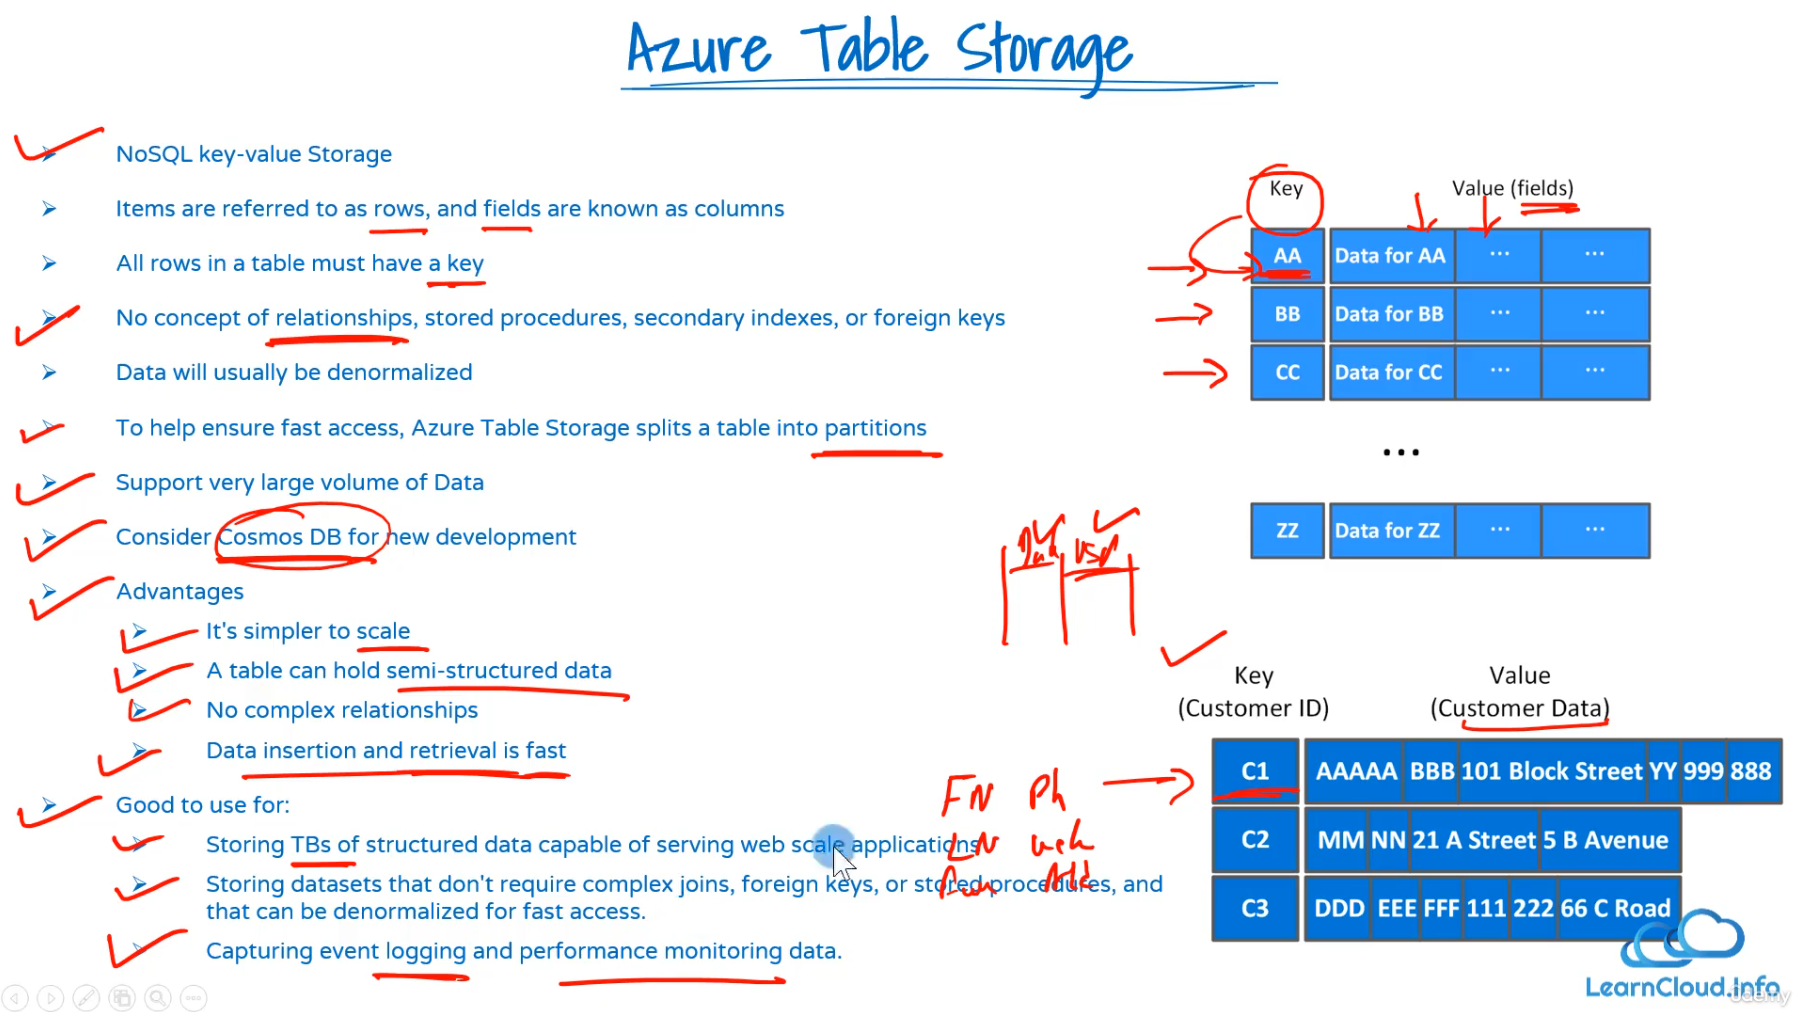 Azure Table Storage
NoSQL key-value Storage
Items are referred to as rows, and fields are known as columns
All rows in a table must have a key
No concept of relationships, stored procedures, secondary indexes, or foreign keys
Data will usually be denormalized
To help ensure fast access, Azure Table Storage splits a table into partitions
Support very large volume of Data
Consider Cosmos DB for new development
Advantages
It's simpler to scale
A table can hold semi-structured data
No complex relationships
Data insertion and retrieval is fast
Good to use for:
Storing TBs of structured data capable of serving web scale applications
Storing datasets that don't require complex joins, foreign keys, or stored procedures, and
that can be denormalized for fast access.
Capturing event logging and performance monitoring data.
Key Value (fields)
AA Data for AA ... ...
BB Data for BB ... ...
CC Data for CC ... ...
...
ZZ Data for ZZ ... ...
Key Value
(Customer ID) (Customer Data)
C1 AAAAA BBB 101 Block Street YY 999 888
C2 MM NN 21 A Street 5 B Avenue
C3 DDD EEE FFF 111 222 66 C Road
FN Ph
LN web
Add
LearnCloud.Info
Udemy